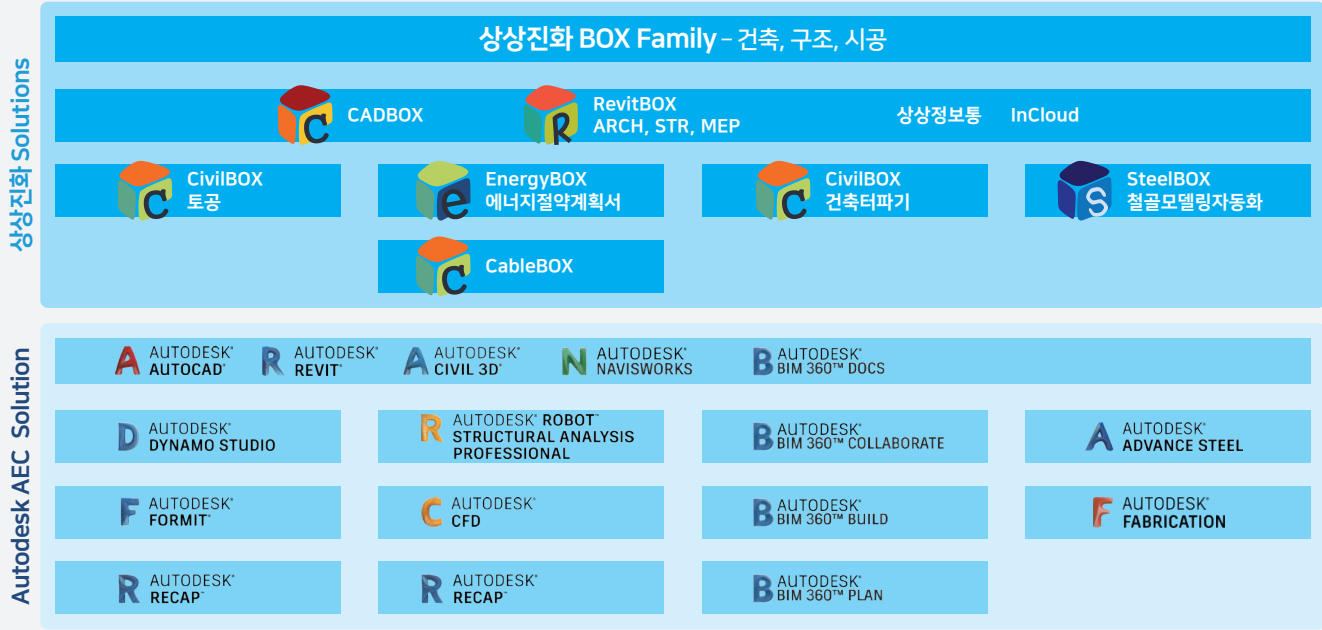 상상진화 Solutions
상상진화 BOX Family – 건축, 구조, 시공
CADBOX
RevitBOX
ARCH, STR, MEP
상상정보통
InCloud
CivilBOX
토공
EnergyBOX
에너지절약계획서
CivilBOX
건축터파기
SteelBOX
철골모델링자동화
CableBOX
Autodesk AEC Solution
AUTODESK®
AUTOCAD®
AUTODESK®
REVIT®
AUTODESK®
CIVIL 3D®
AUTODESK®
NAVISWORKS
AUTODESK®
BIM 360™ DOCS
AUTODESK®
DYNAMO STUDIO
AUTODESK® ROBOT™
STRUCTURAL ANALYSIS
PROFESSIONAL
AUTODESK®
BIM 360™ COLLABORATE
AUTODESK®
ADVANCE STEEL
AUTODESK®
FORMIT®
AUTODESK®
CFD
AUTODESK®
BIM 360™ BUILD
AUTODESK®
FABRICATION
AUTODESK®
RECAP™
AUTODESK®
RECAP™
AUTODESK®
BIM 360™ PLAN